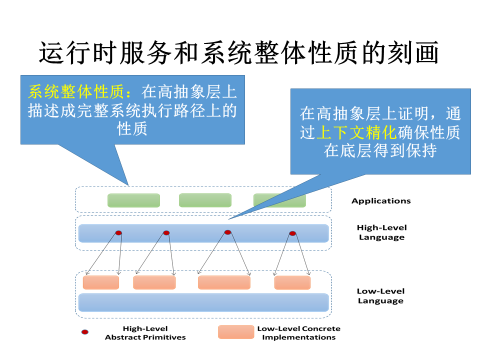 运行时服务和系统整体性质的刻画
系统整体性质：在高抽象层上
描述成完整系统执行路径上的
性质
在高抽象层上证明，通
过上下文精化确保性质
在底层得到保持
Applications
High-Level
Language
Low-Level
Language
High-Level
Abstract Primitives
Low-Level Concrete
Implementations